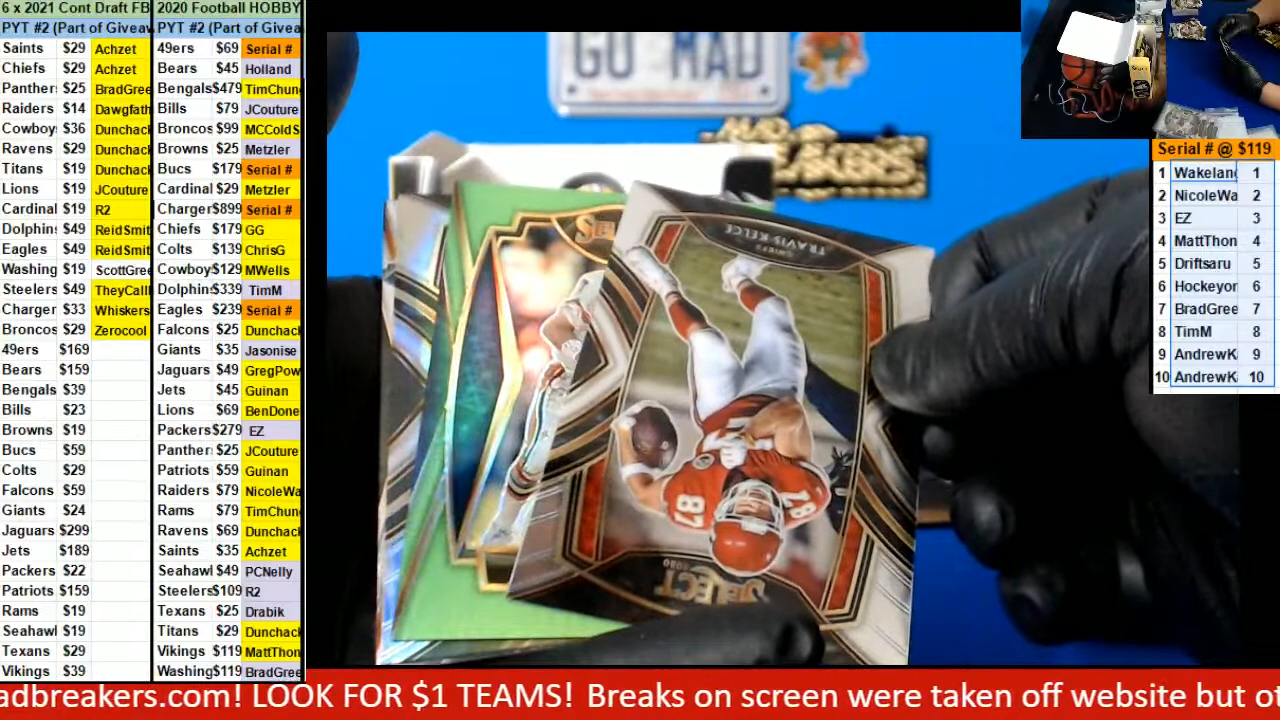 6 x 2021 Cont Draft FB
PYT #2 (Part of Giveaw
Saints $29 Achzet
Chiefs $29 Achzet
Panthers $25 BradGree
Raiders $14 Dawgfath
Cowboy $36 Dunchack
Ravens $29 Dunchack
Titans $19 Dunchack
Lions $19 JCouture
Cardinal $19 R2
Dolphins $49 ReidSmit
Eagles $49 ReidSmit
Washing $19 ScottGree
Steelers $49 TheyCalll
Charger $33 Whiskers
Broncos $29 Zerocool
49ers $169
Bears $159
Bengals $39
Bills $23
Browns $19
Bucs $59
Colts $29
Falcons $59
Giants $24
Jaguars $299
Jets $189
Packers $22
Patriots $159
Rams $19
Seahawl $19
Texans $29
Vikings $39
2020 Football HOBBY
PYT #2 (Part of Givea
49ers $69 Serial #
Bears $45 Holland
Bengals $479 TimChung
Bills $79 JCouture
Broncos $99 MCColdS
Browns $25 Metzler
Bucs $179 Serial #
Cardinal $29 Metzler
Charger $899 Serial #
Chiefs $179 GG
Colts $139 ChrisG
Cowboy $129 MWells
Dolphin $339 TimM
Eagles $239 Serial #
Falcons $25 Dunchack
Giants $35 Jasonise
Jaguars $49 GregPow
Jets $45 Guinan
Lions $69 BenDone
Packers $279 EZ
Panther $25 JCouture
Patriots $59 Guinan
Raiders $79 NicoleWa
Rams $79 TimChung
Ravens $69 Dunchack
Saints $35 Achzet
Seahawl $49 PCNelly
Steelers $109 R2
Texans $25 Drabik
Titans $29 Dunchack
Vikings $119 MattThon
Washing $119 BradGree
GO MAD
MAD
BREAKERS
TRAVIS KELCE
CHIEFS
87
87
2020
SELECT
Serial # @ $119
1 Wakeland 1
2 NicoleWa 2
3 EZ 3
4 MattThon 4
5 Driftsaru 5
6 Hockeyor 6
7 BradGree 7
8 TimM 8
9 AndrewK 9
10 AndrewK 10
adbreakers.com! LOOK FOR $1 TEAMS! Breaks on screen were taken off website but ot